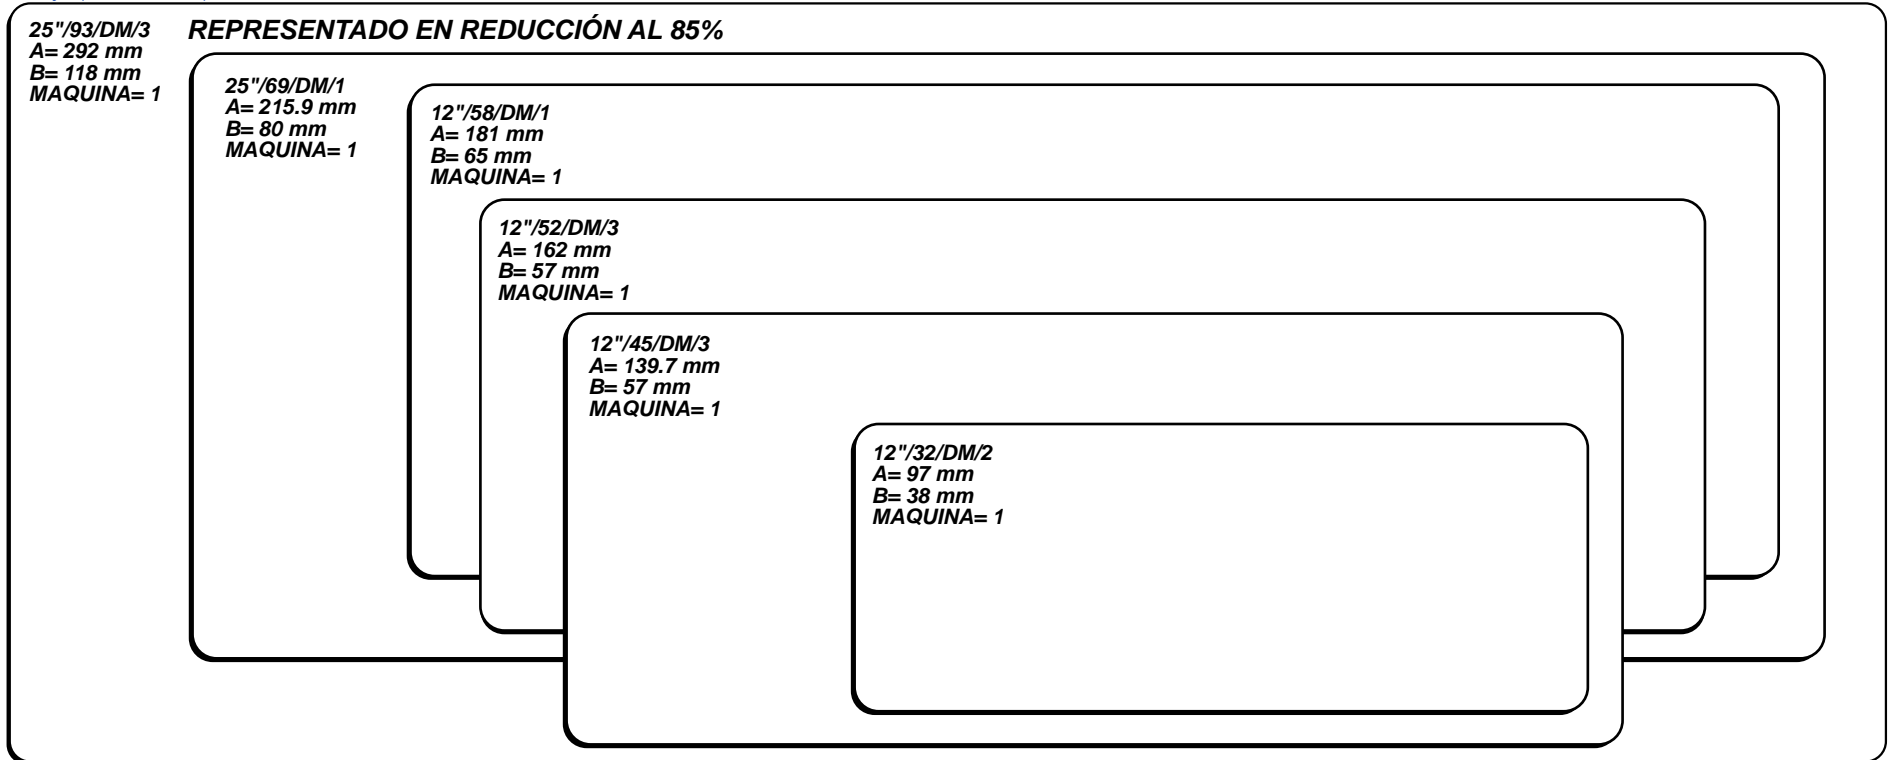 25"/93/DM/3
A= 292 mm
B= 118 mm
MAQUINA= 1
REPRESENTADO EN REDUCCIÓN AL 85%
25"/69/DM/1
A= 215.9 mm
B= 80 mm
MAQUINA= 1
12"/58/DM/1
A= 181 mm
B= 65 mm
MAQUINA= 1
12"/52/DM/3
A= 162 mm
B= 57 mm
MAQUINA= 1
12"/45/DM/3
A= 139.7 mm
B= 57 mm
MAQUINA= 1
12"/32/DM/2
A= 97 mm
B= 38 mm
MAQUINA= 1